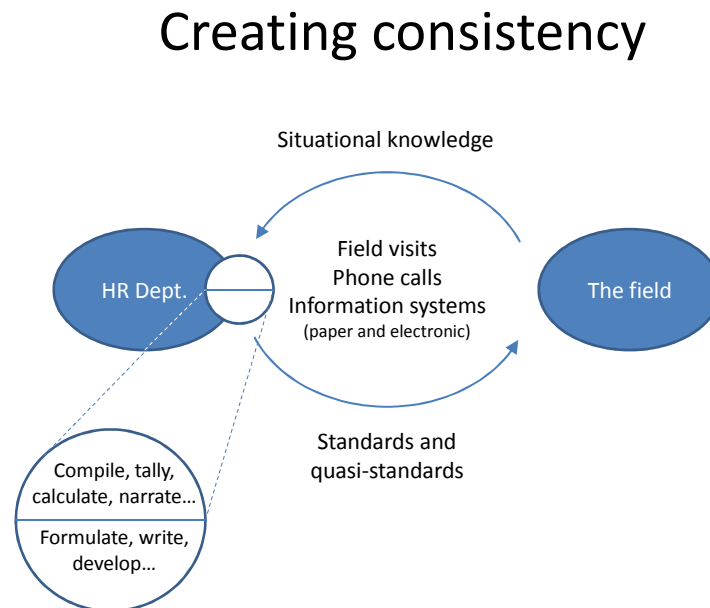 Creating consistency
Situational knowledge
Field visits
Phone calls
Information systems
(paper and electronic)
HR Dept.
The field
Standards and
quasi-standards
Compile, tally,
calculate, narrate…
Formulate, write,
develop…